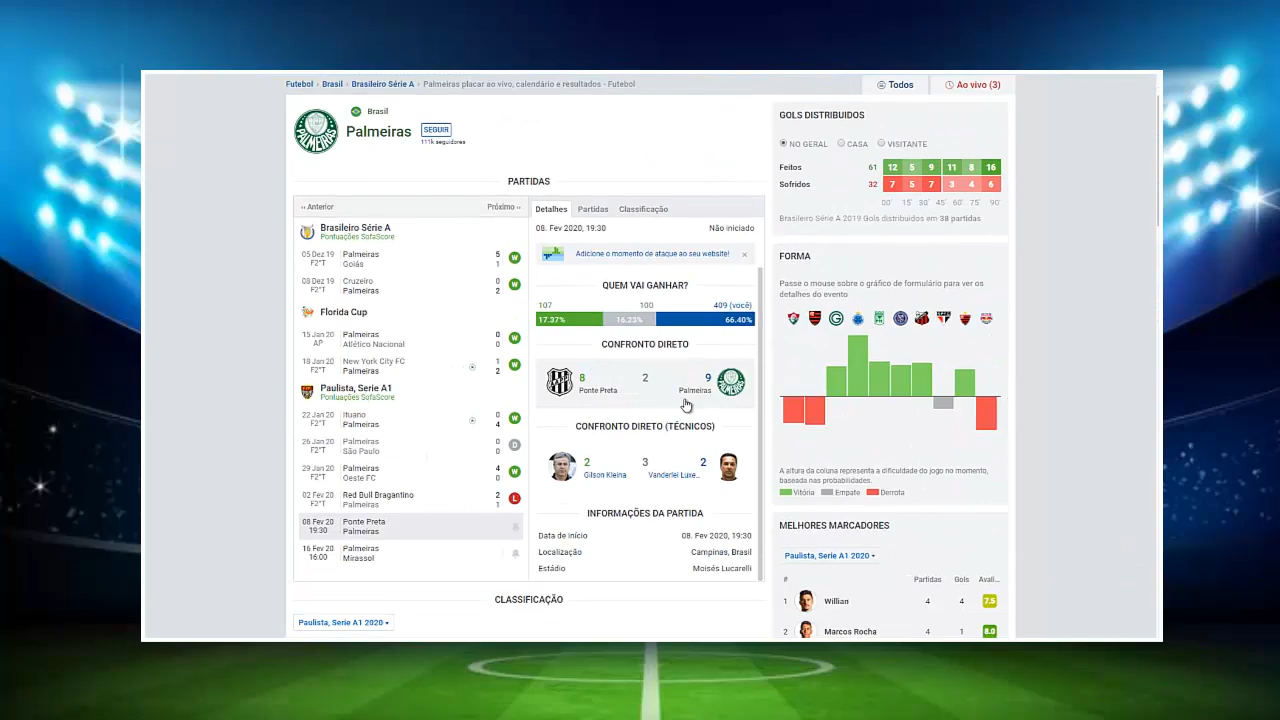 Futebol › Brasil › Brasileiro Série A › Palmeiras placar ao vivo, calendário e resultados - Futebol
Todos
Ao vivo (3)
PALMEIRAS
Brasil
Palmeiras
SEGUIR
111k seguidores
PARTIDAS
‹‹ Anterior
Próximo ››
Brasileiro Série A
Pontuações SofaScore
05 Dez 19 Palmeiras 5
F2°T Goiás 1
W
08 Dez 19 Cruzeiro 0
F2°T Palmeiras 2
W
Florida Cup
15 Jan 20 Palmeiras 0
AP Atlético Nacional 0
W
18 Jan 20 New York City FC 1
F2°T Palmeiras 2
W
Paulista, Serie A1
Pontuações SofaScore
22 Jan 20 Ituano 0
F2°T Palmeiras 4
W
26 Jan 20 Palmeiras 0
F2°T São Paulo 0
D
29 Jan 20 Palmeiras 4
F2°T Oeste FC 0
W
02 Fev 20 Red Bull Bragantino 2
F2°T Palmeiras 1
L
08 Fev 20 Ponte Preta
19:30 Palmeiras
16 Fev 20 Palmeiras
16:00 Mirassol
Detalhes Partidas Classificação
08. Fev 2020, 19:30 Não iniciado
Adicione o momento de ataque ao seu website! ×
QUEM VAI GANHAR?
107 100 409 (você)
17.37% 16.23% 66.40%
CONFRONTO DIRETO
8 2 9
Ponte Preta Palmeiras
CONFRONTO DIRETO (TÉCNICOS)
2 3 2
Gilson Kleina Vanderlei Luxe...
INFORMAÇÕES DA PARTIDA
Data de início 08. Fev 2020, 19:30
Localização Campinas, Brasil
Estádio Moisés Lucarelli
CLASSIFICAÇÃO
Paulista, Serie A1 2020
GOLS DISTRIBUIDOS
NO GERAL CASA VISITANTE
Feitos 61 12 5 9 11 8 16
Sofridos 32 7 5 7 3 4 6
00' 15' 30' 45' 60' 75' 90'
Brasileiro Série A 2019 Gols distribuidos em 38 partidas
FORMA
Passe o mouse sobre o gráfico de formulário para ver os
detalhes do evento
A altura da coluna representa a dificuldade do jogo no momento,
baseada nas probabilidades.
Vitória Empate Derrota
MELHORES MARCADORES
Paulista, Serie A1 2020
# Partidas Gols Avali...
1 Willian 4 4 7.5
2 Marcos Rocha 4 1 8.0